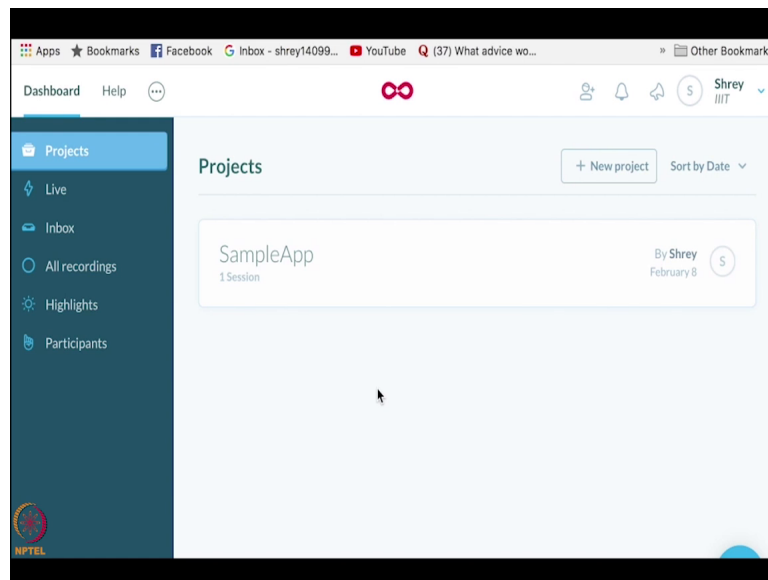 Apps Bookmarks Facebook Inbox - shrey14099... YouTube (37) What advice wo... » Other Bookmark
Dashboard Help Shrey
S IIIT
Projects
Live
Inbox
All recordings
Highlights
Participants
Projects + New project Sort by Date
SampleApp By Shrey S
1 Session February 8
NPTEL